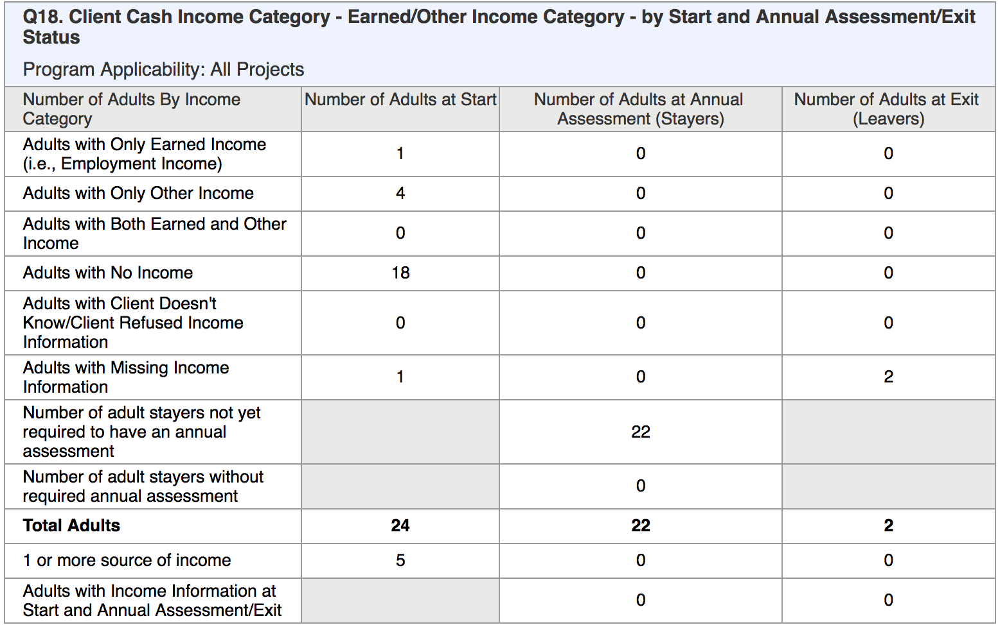 Q18. Client Cash Income Category - Earned/Other Income Category - by Start and Annual Assessment/Exit
Status
Program Applicability: All Projects
Number of Adults By Income
Category
Number of Adults at Start
Number of Adults at Annual
Assessment (Stayers)
Number of Adults at Exit
(Leavers)
Adults with Only Earned Income
(i.e., Employment Income)
1
0
0
Adults with Only Other Income
4
0
0
Adults with Both Earned and Other
Income
0
0
0
Adults with No Income
18
0
0
Adults with Client Doesn't
Know/Client Refused Income
Information
0
0
0
Adults with Missing Income
Information
1
0
2
Number of adult stayers not yet
required to have an annual
assessment
22
Number of adult stayers without
required annual assessment
0
Total Adults
24
22
2
1 or more source of income
5
0
0
Adults with Income Information at
Start and Annual Assessment/Exit
0
0